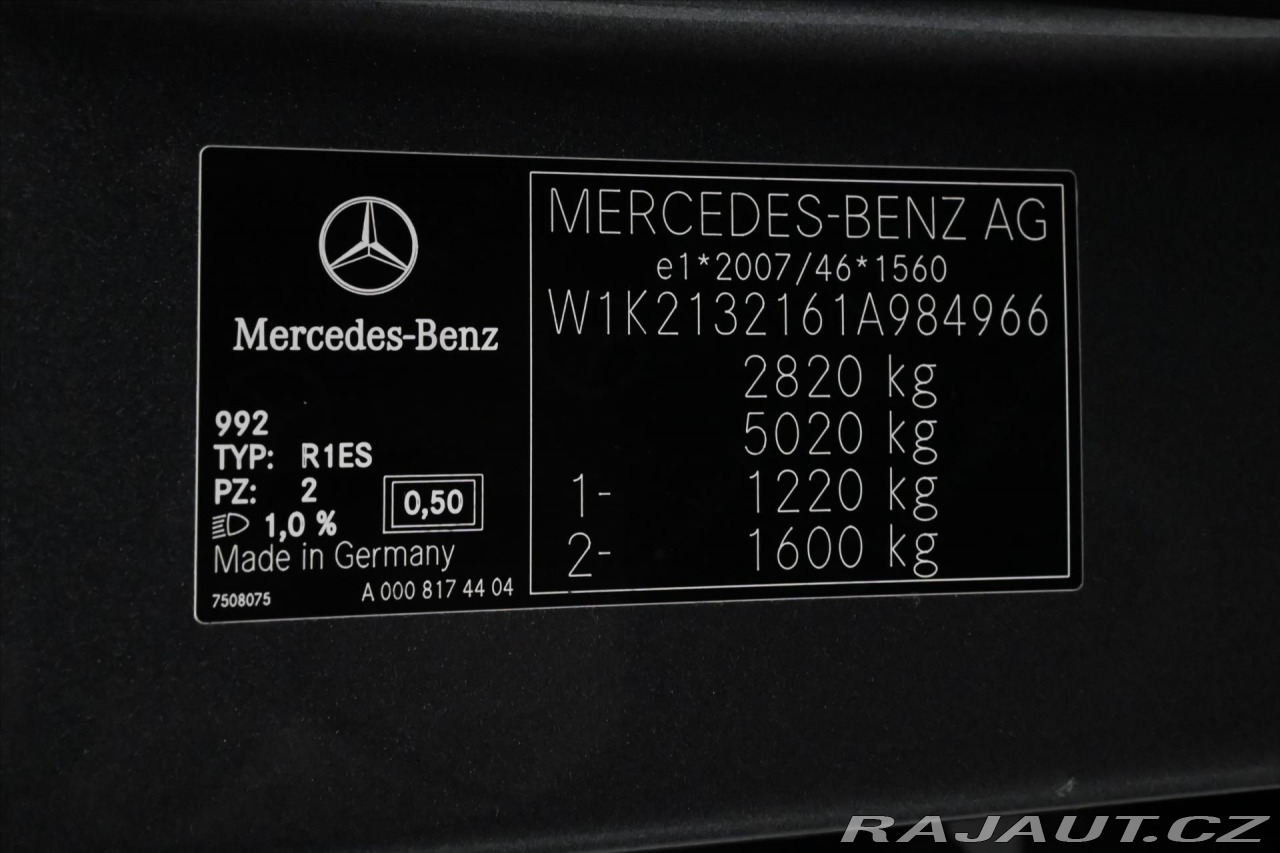 Mercedes-Benz
992
TYP: R1ES
PZ: 2
1,0 %
0,50
Made in Germany
7508075
A 000 817 44 04
MERCEDES-BENZ AG
e1*2007/46*1560
W1K2132161A984966
2820 kg
5020 kg
1- 1220 kg
2- 1600 kg
RAJAUT.CZ